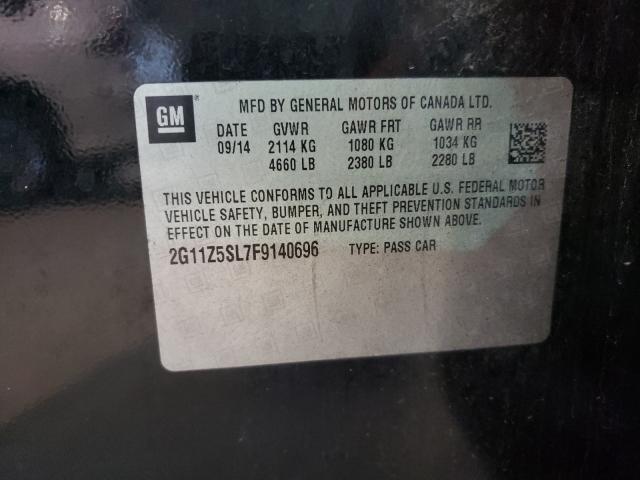 GM ®
MFD BY GENERAL MOTORS OF CANADA LTD.
DATE GVWR GAWR FRT GAWR RR
09/14 2114 KG 1080 KG 1034 KG
4660 LB 2380 LB 2280 LB
THIS VEHICLE CONFORMS TO ALL APPLICABLE U.S. FEDERAL MOTOR
VEHICLE SAFETY, BUMPER, AND THEFT PREVENTION STANDARDS IN
EFFECT ON THE DATE OF MANUFACTURE SHOWN ABOVE.
2G11Z5SL7F9140696 TYPE: PASS CAR